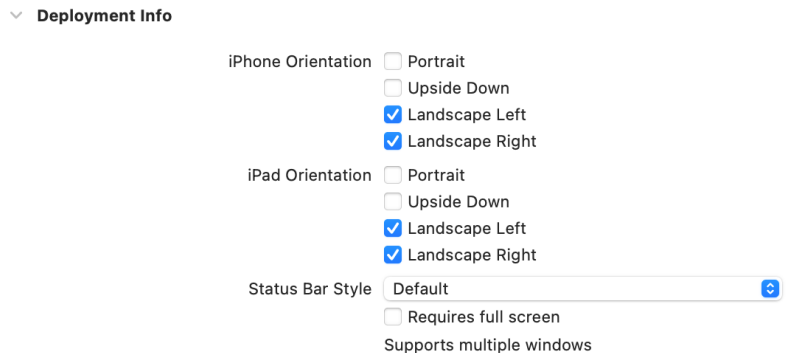 Deployment Info
iPhone Orientation Portrait
Upside Down
Landscape Left
Landscape Right
iPad Orientation Portrait
Upside Down
Landscape Left
Landscape Right
Status Bar Style Default
Requires full screen
Supports multiple windows